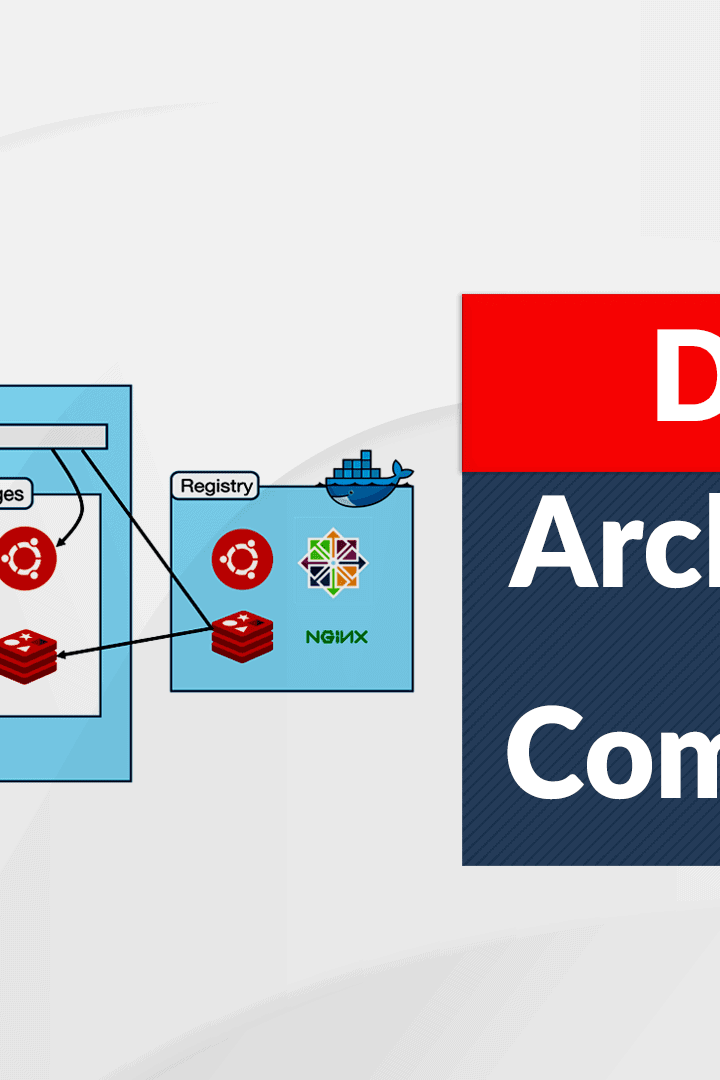 D
Arch
Registry
ges
NGINX
Com